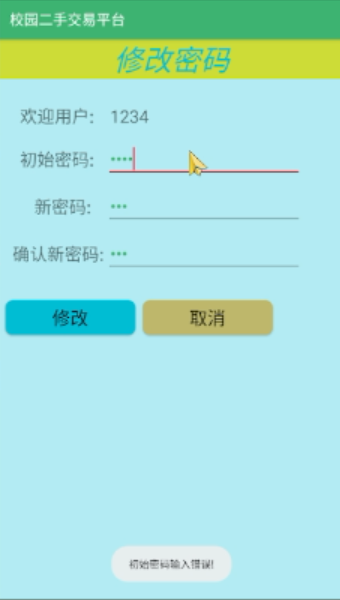 校园二手交易平台
修改密码
欢迎用户: 1234
初始密码: ••••
新密码: •••
确认新密码: •••
修改 取消
初始密码输入错误!